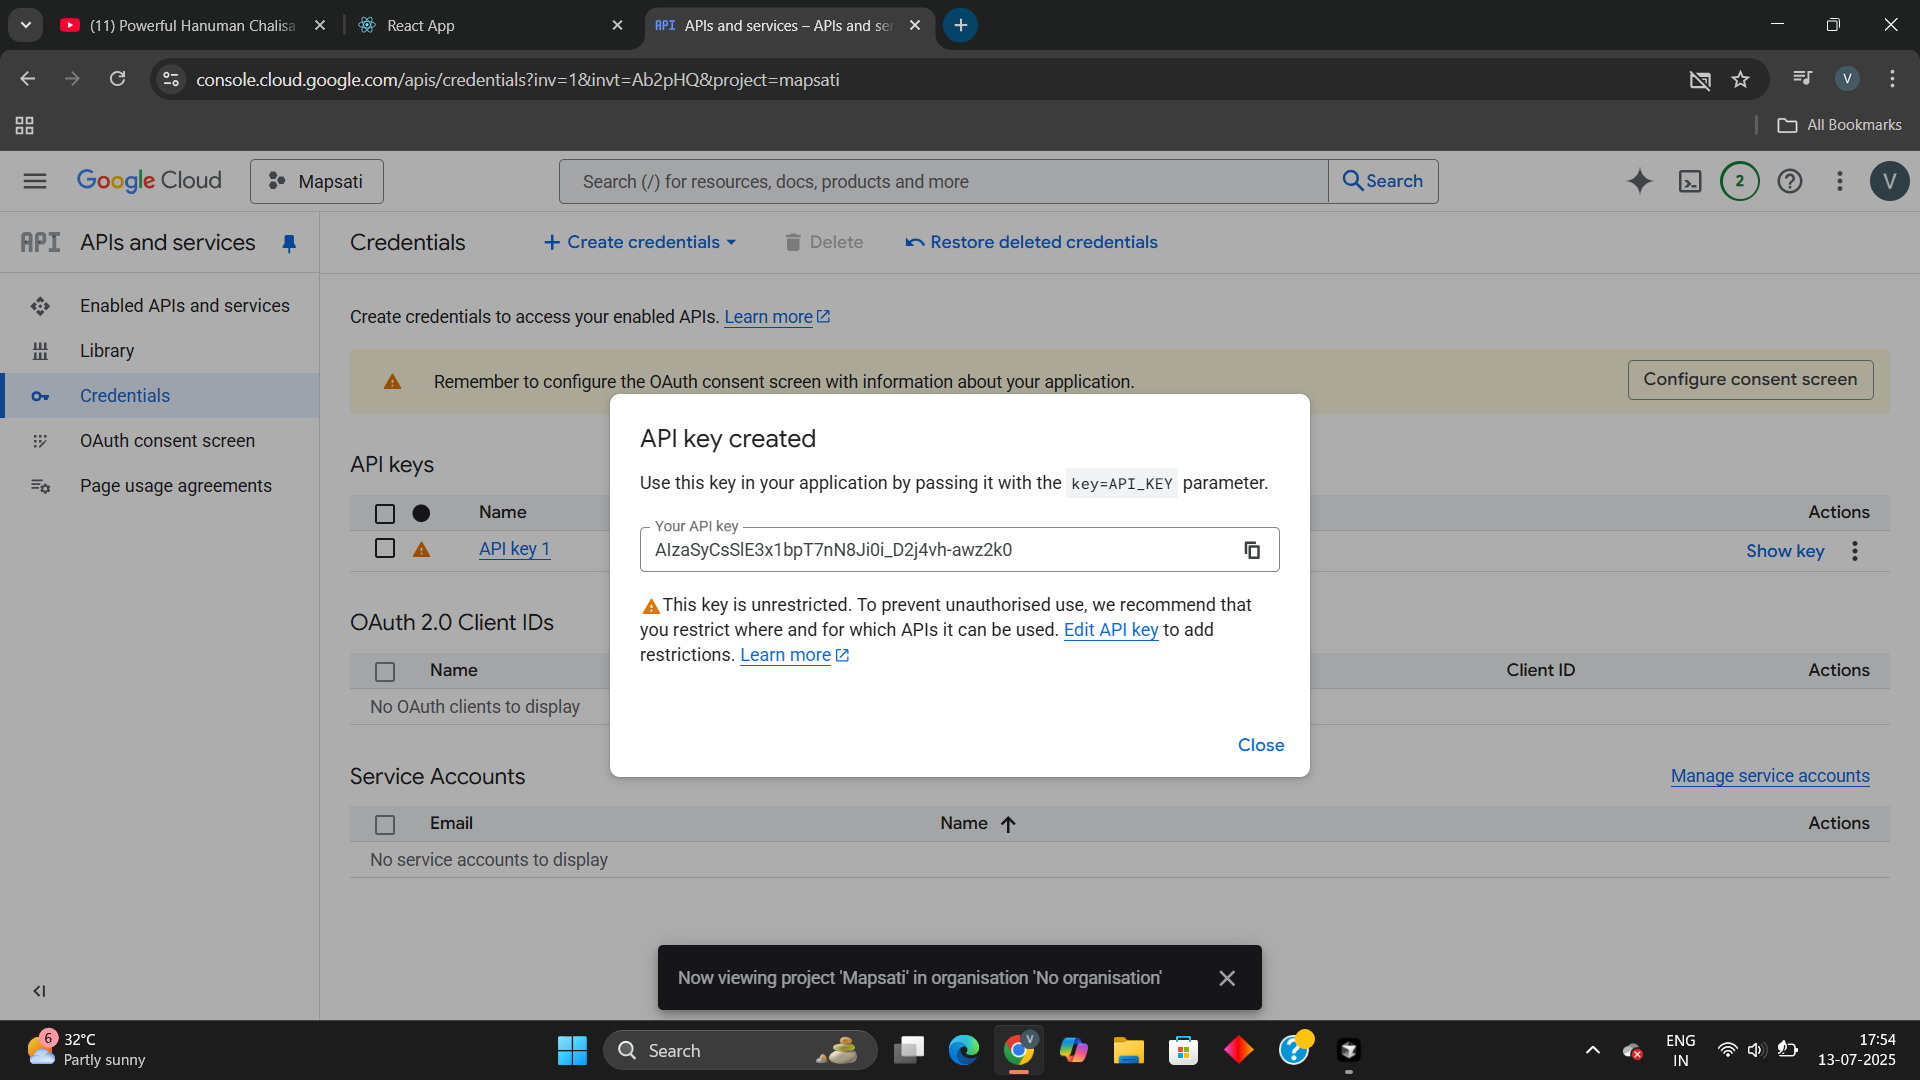 (11) Powerful Hanuman Chalisa
React App
API APIs and services – APIs and ser
console.cloud.google.com/apis/credentials?inv=1&invt=Ab2pHQ&project=mapsati
V
All Bookmarks
Google Cloud
Mapsati
Search (/) for resources, docs, products and more
Search
2
V
API APIs and services
Credentials
Create credentials
Delete
Restore deleted credentials
Enabled APIs and services
Library
Credentials
OAuth consent screen
Page usage agreements
Create credentials to access your enabled APIs. Learn more
Remember to configure the OAuth consent screen with information about your application.
Configure consent screen
API keys
Name
Actions
API key 1
Show key
API key created
Use this key in your application by passing it with the key=API_KEY parameter.
Your API key
AIzaSyCsSlE3x1bpT7nN8Ji0i_D2j4vh-awz2k0
This key is unrestricted. To prevent unauthorised use, we recommend that
you restrict where and for which APIs it can be used. Edit API key to add
restrictions. Learn more
Close
OAuth 2.0 Client IDs
Name
Client ID
Actions
No OAuth clients to display
Service Accounts
Manage service accounts
Email
Name
Actions
No service accounts to display
Now viewing project 'Mapsati' in organisation 'No organisation'
6
32°C
Partly sunny
Search
V
ENG
IN
17:54
13-07-2025